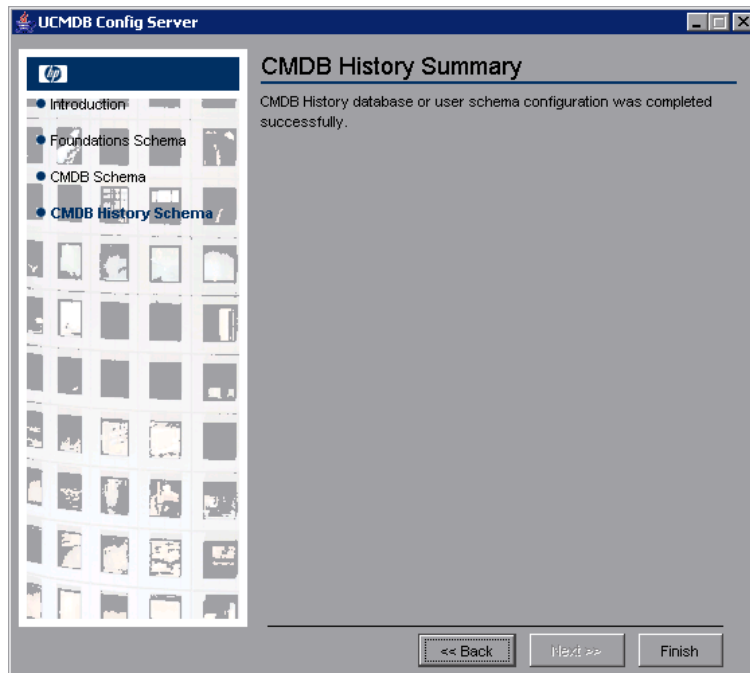 UCMDB Config Server
hp
Introduction
Foundations Schema
CMDB Schema
CMDB History Schema
CMDB History Summary
CMDB History database or user schema configuration was completed
successfully.
<< Back
Next >>
Finish